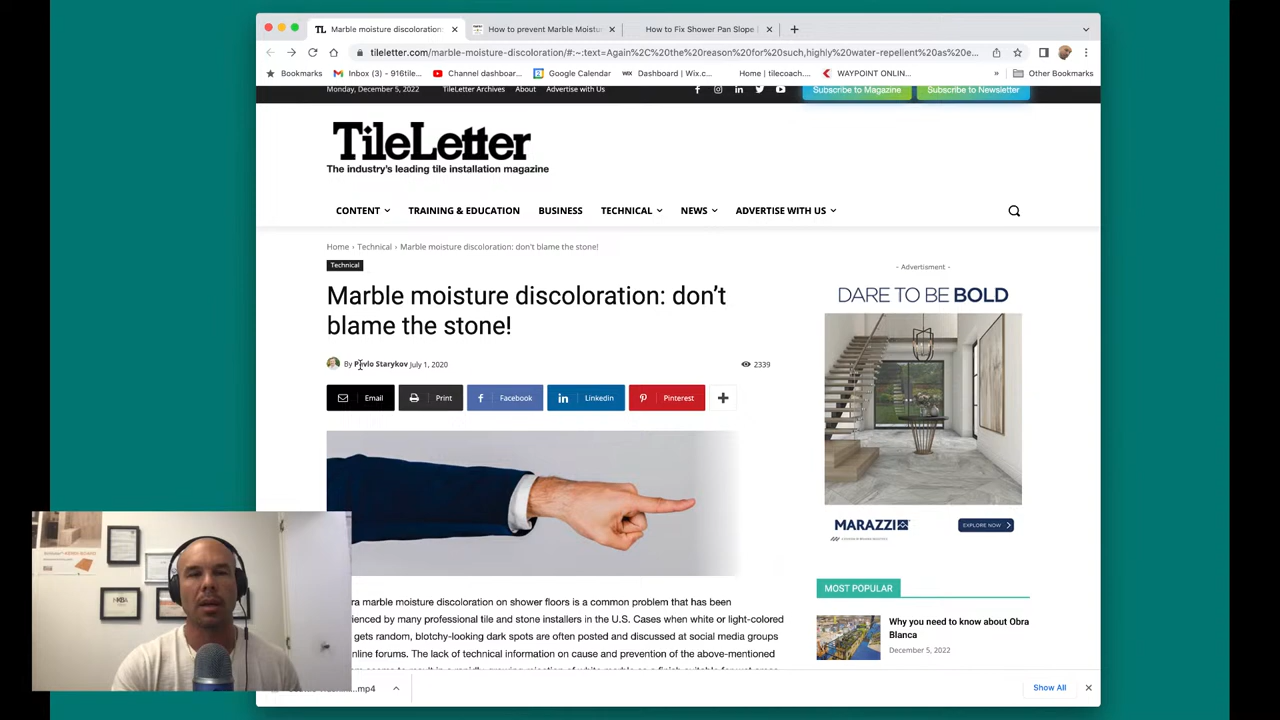 Marble moisture discoloration:
How to prevent Marble Moistu
How to Fix Shower Pan Slope
tileletter.com/marble-moisture-discoloration/#:~:text=Again%2C%20the%20reason%20for%20such,highly%20water-repellent%20as%20e...
Bookmarks
Inbox (3) - 916tile...
Channel dashboar...
Google Calendar
Dashboard | Wix.c...
Home | tilecoach....
WAYPOINT ONLIN...
»
Other Bookmarks
Monday, December 5, 2022
TileLetter Archives
About
Advertise with Us
Subscribe to Magazine
Subscribe to Newsletter
TileLetter
The industry's leading tile installation magazine
CONTENT
TRAINING & EDUCATION
BUSINESS
TECHNICAL
NEWS
ADVERTISE WITH US
Home › Technical › Marble moisture discoloration: don't blame the stone!
Technical
Marble moisture discoloration: don't
blame the stone!
By Pavlo Starykov July 1, 2020
2339
Email
Print
Facebook
Linkedin
Pinterest
- Advertisment -
DARE TO BE BOLD
MARAZZI
EXPLORE NOW
MOST POPULAR
Why you need to know about Obra
Blanca
December 5, 2022
ra marble moisture discoloration on shower floors is a common problem that has been
ienced by many professional tile and stone installers in the U.S. Cases when white or light-colored
gets random, blotchy-looking dark spots are often posted and discussed at social media groups
nline forums. The lack of technical information on cause and prevention of the above-mentioned
....mp4
Show All